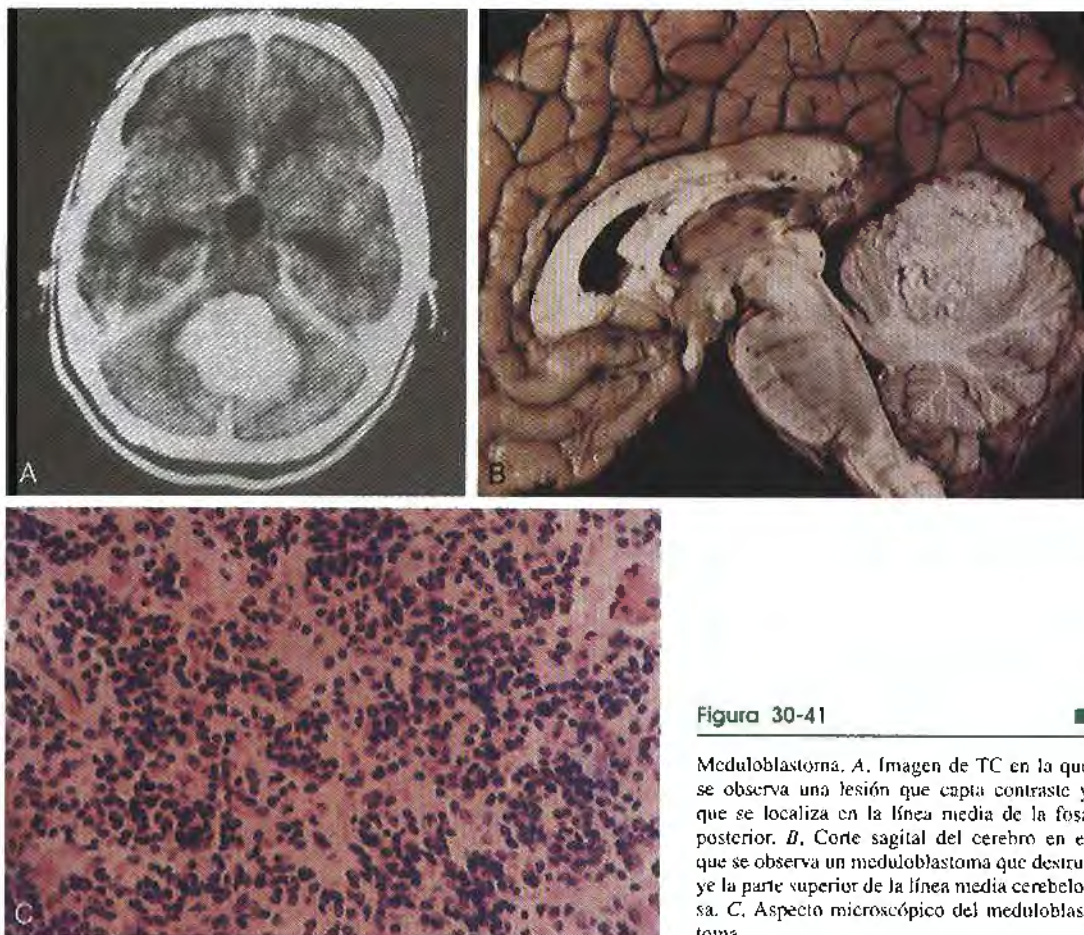 A
B
C
Figura 30-41
Meduloblastoma. A, Imagen de TC en la que
se observa una lesión que capta contraste y
que se localiza en la línea media de la fosa
posterior. B, Corte sagital del cerebro en e
que se observa un meduloblastoma que destru-
ye la parte superior de la línea media cerebelo-
sa. C, Aspecto microscópico del meduloblas-
toma.